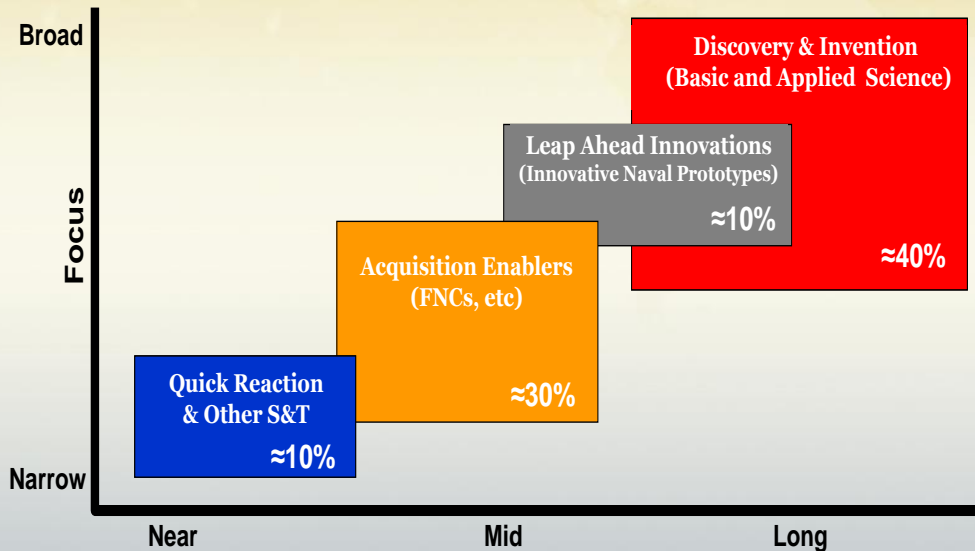 Broad
Focus
Narrow
Discovery & Invention
(Basic and Applied Science)
≈40%
Leap Ahead Innovations
(Innovative Naval Prototypes)
≈10%
Acquisition Enablers
(FNCs, etc)
≈30%
Quick Reaction
& Other S&T
≈10%
Near
Mid
Long